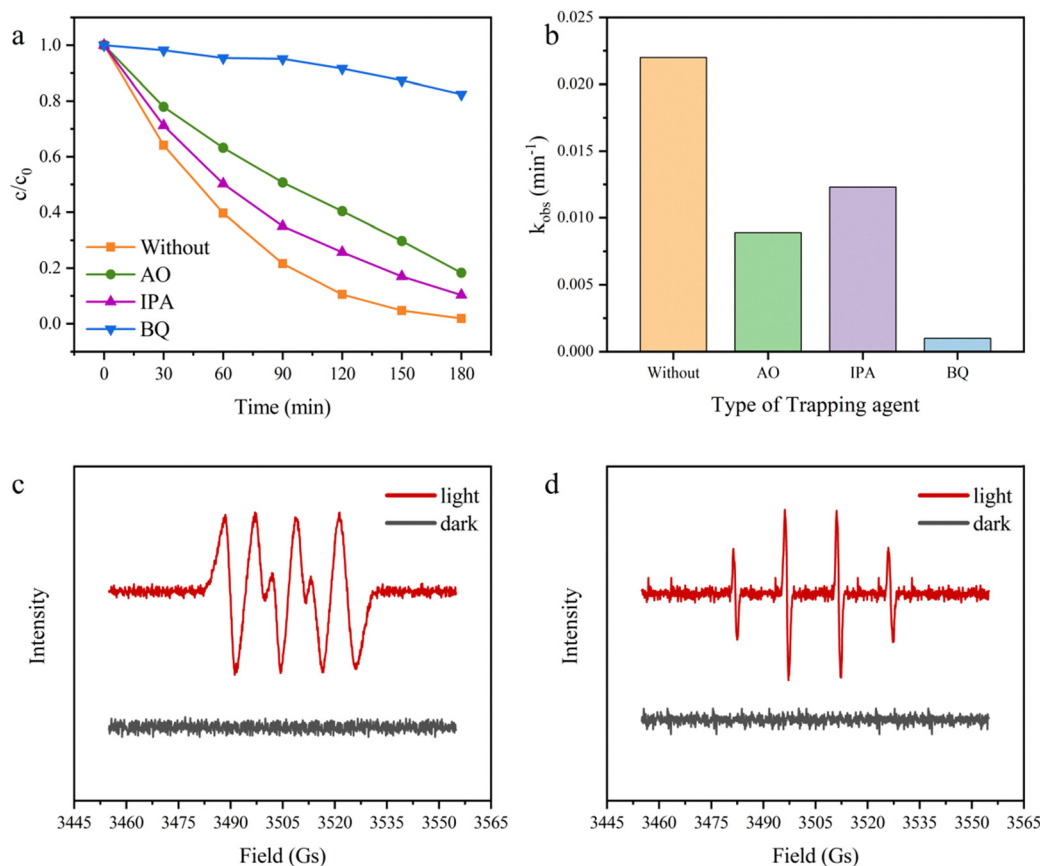 a
1.0
0.8
0.6
0.4
0.2
0.0
c/c₀
Without
AO
IPA
BQ
0 30 60 90 120 150 180
Time (min)
b
0.025
0.020
0.015
0.010
0.005
0.000
k_obs (min⁻¹)
Without AO IPA BQ
Type of Trapping agent
c
light
dark
Intensity
3445 3460 3475 3490 3505 3520 3535 3550 3565
Field (Gs)
d
light
dark
Intensity
3445 3460 3475 3490 3505 3520 3535 3550 3565
Field (Gs)